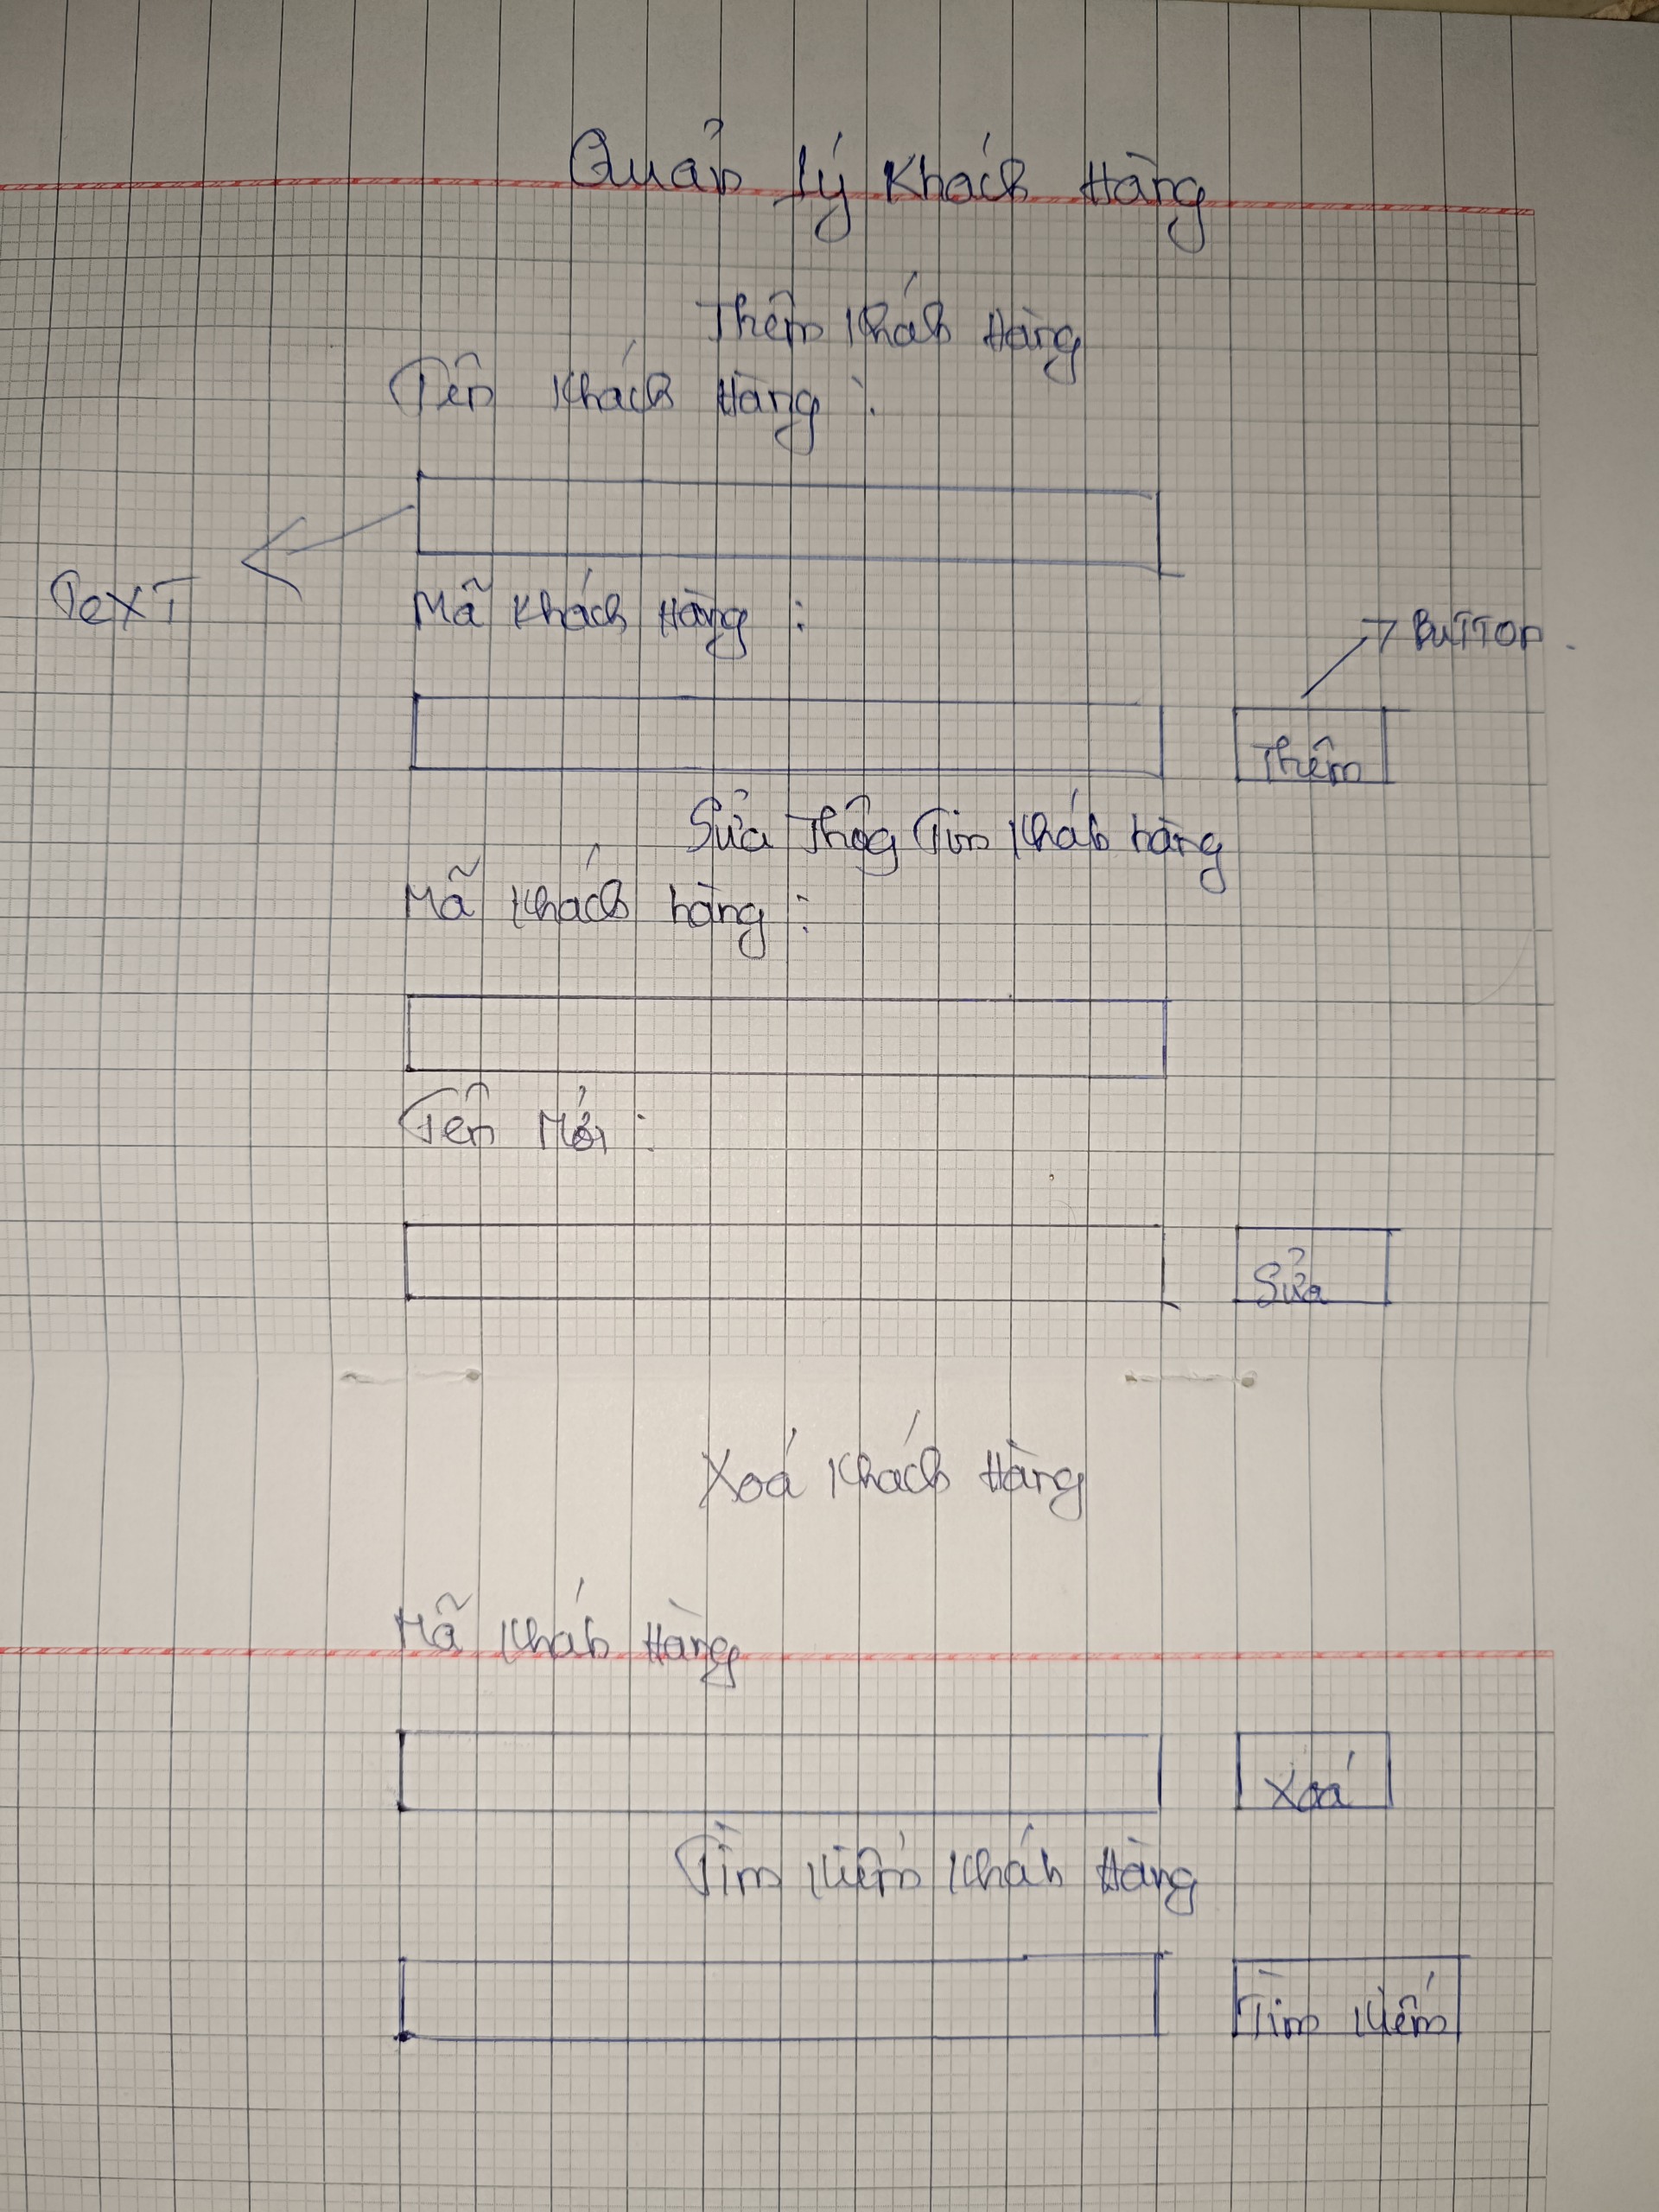 Quản lý Khách Hàng
Thêm Khách Hàng
Tên Khách Hàng :
TexT
Mã Khách Hàng :
BuTTon.
Thêm
Sửa Thông Tin Khách hàng
Mã Khách hàng :
Tên Mới :
Sửa
Xoá Khách Hàng
Mã Khách Hàng
Xoá
Tìm Kiếm Khách Hàng
Tìm Kiếm